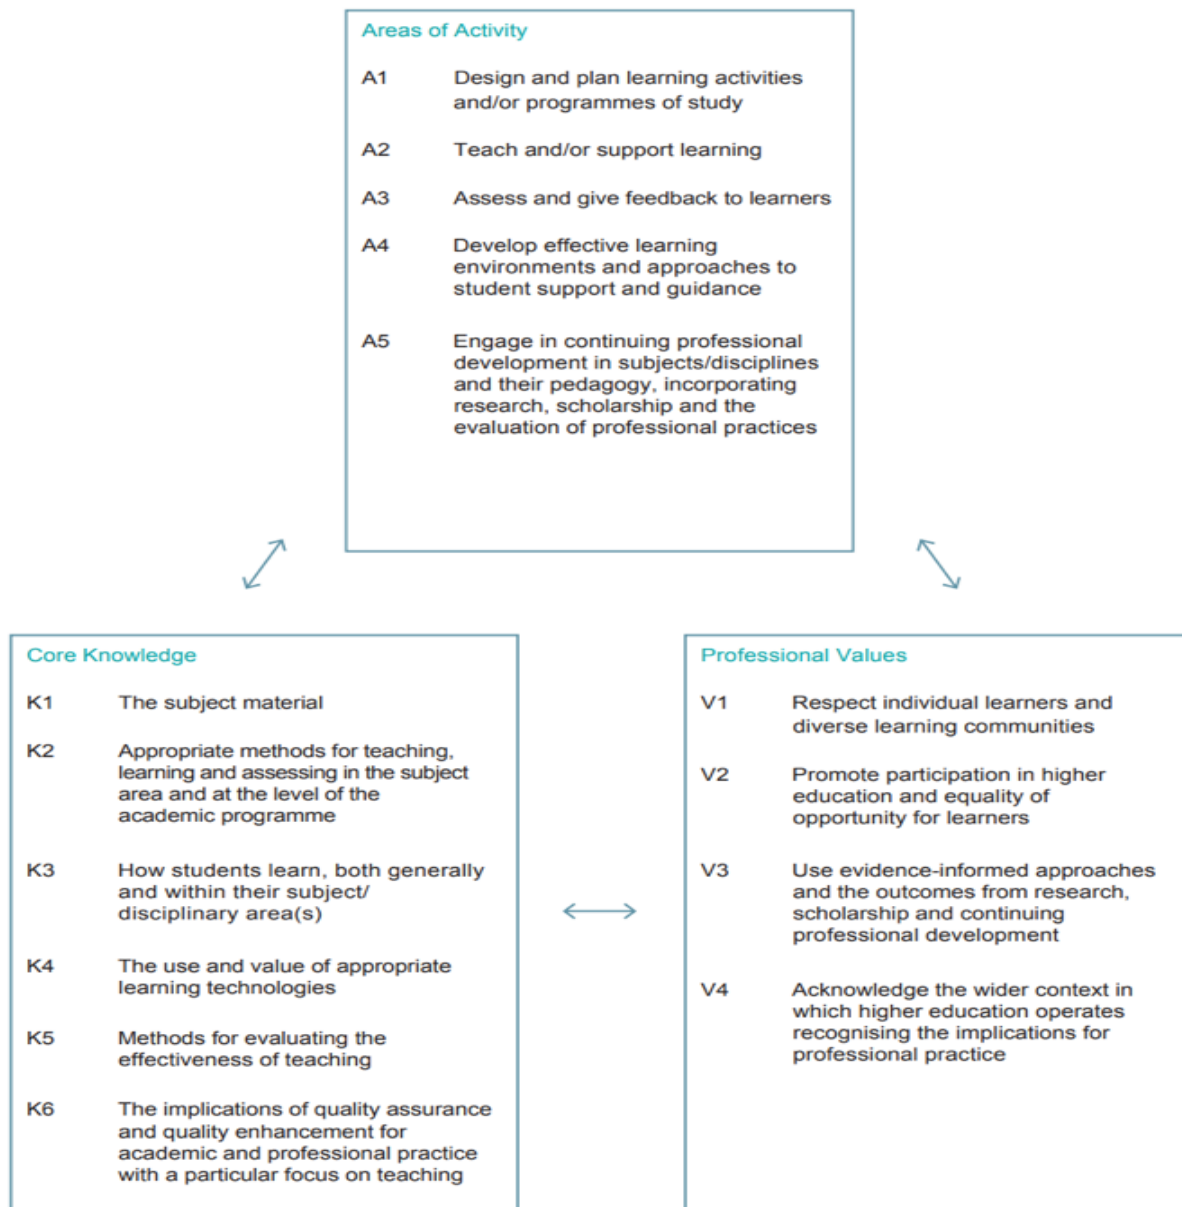 Areas of Activity
A1 Design and plan learning activities
and/or programmes of study
A2 Teach and/or support learning
A3 Assess and give feedback to learners
A4 Develop effective learning
environments and approaches to
student support and guidance
A5 Engage in continuing professional
development in subjects/disciplines
and their pedagogy, incorporating
research, scholarship and the
evaluation of professional practices
Core Knowledge
K1 The subject material
K2 Appropriate methods for teaching,
learning and assessing in the subject
area and at the level of the
academic programme
K3 How students learn, both generally
and within their subject/
disciplinary area(s)
K4 The use and value of appropriate
learning technologies
K5 Methods for evaluating the
effectiveness of teaching
K6 The implications of quality assurance
and quality enhancement for
academic and professional practice
with a particular focus on teaching
Professional Values
V1 Respect individual learners and
diverse learning communities
V2 Promote participation in higher
education and equality of
opportunity for learners
V3 Use evidence-informed approaches
and the outcomes from research,
scholarship and continuing
professional development
V4 Acknowledge the wider context in
which higher education operates
recognising the implications for
professional practice